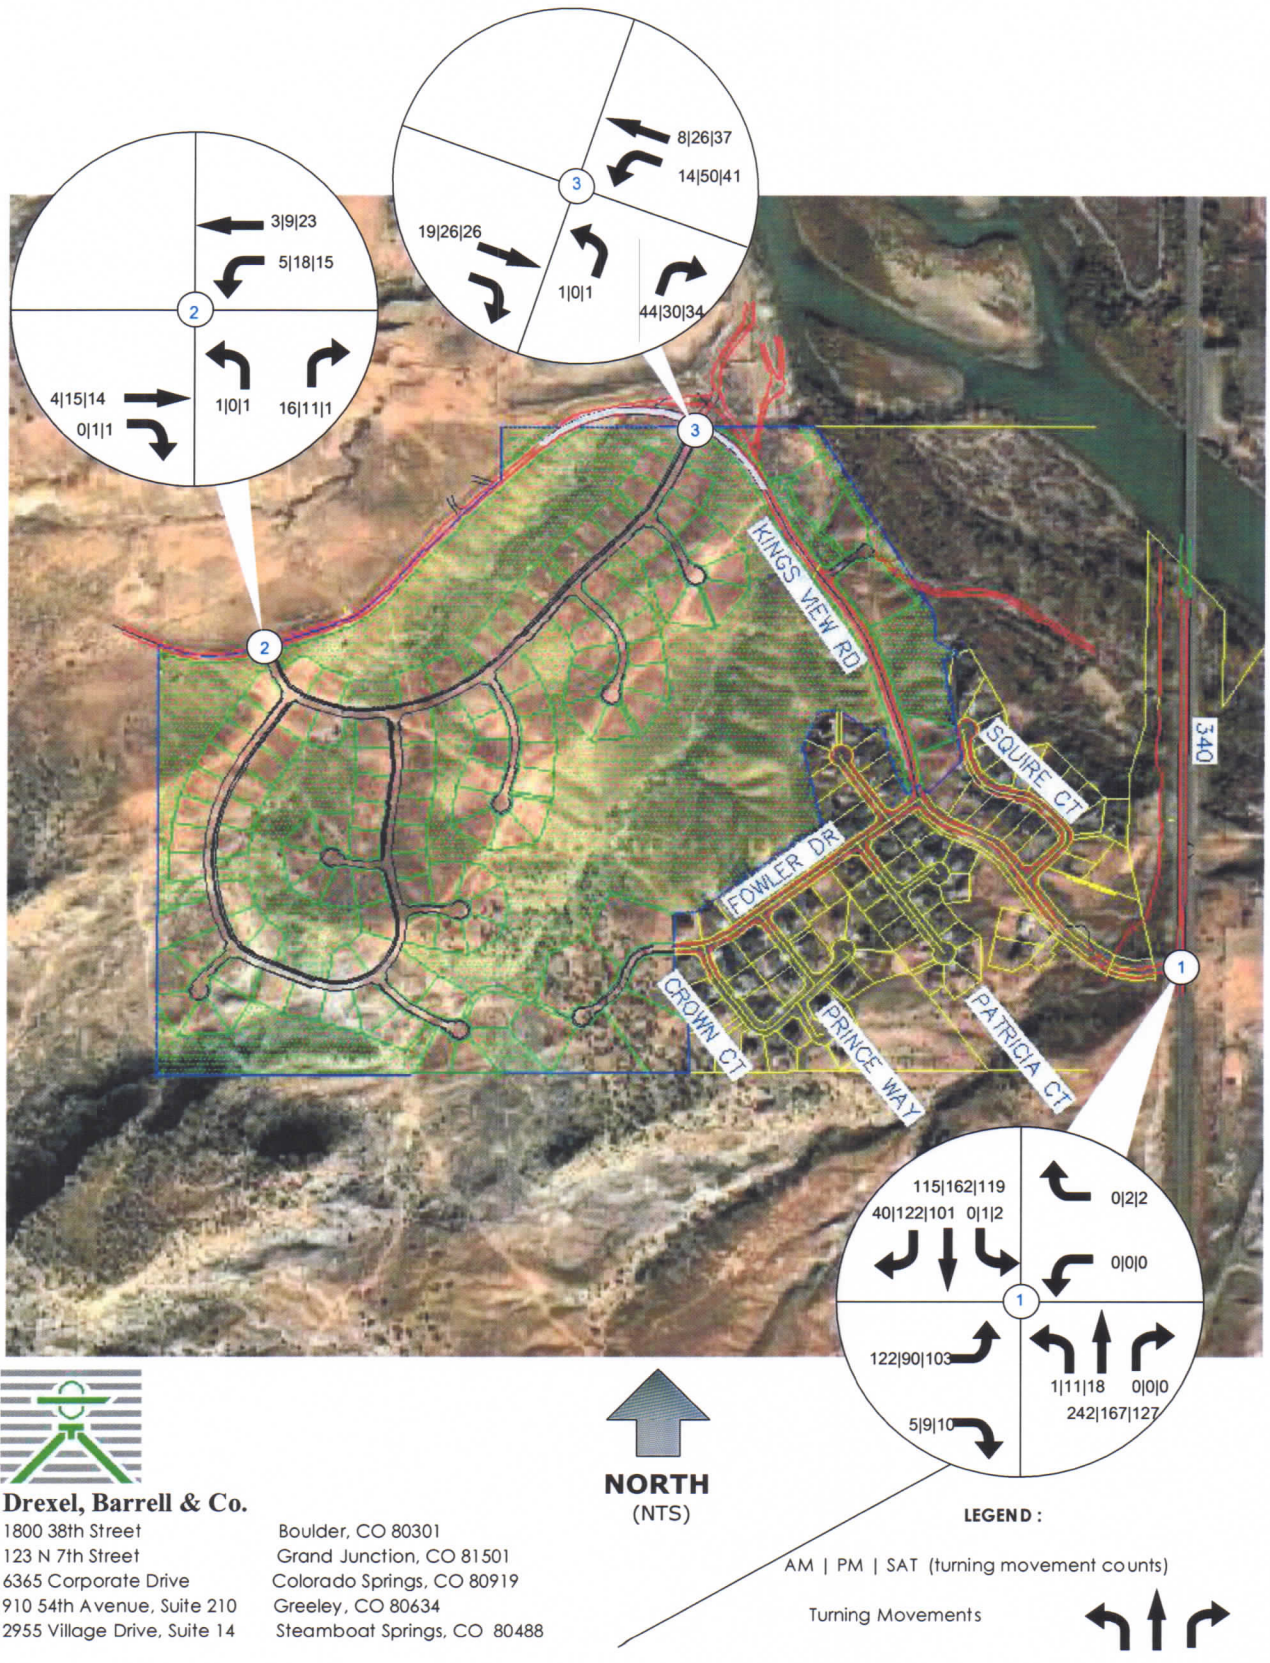 8|26|37
14|50|41
3
19|26|26
1|0|1
44|30|34
3|9|23
5|18|15
2
4|15|14
0|1|1
1|0|1
16|11|1
3
KINGS VIEW RD
2
340
SQUIRE CT
FOWLER DR
1
CROWN CT
PRINCE WAY
PATRICIA CT
115|162|119
40|122|101 0|1|2
0|2|2
0|0|0
1
122|90|103
1|11|18 0|0|0
242|167|127
5|9|10
NORTH
(NTS)
Drexel, Barrell & Co.
1800 38th Street Boulder, CO 80301
123 N 7th Street Grand Junction, CO 81501
6365 Corporate Drive Colorado Springs, CO 80919
910 54th Avenue, Suite 210 Greeley, CO 80634
2955 Village Drive, Suite 14 Steamboat Springs, CO 80488
LEGEND :
AM | PM | SAT (turning movement counts)
Turning Movements